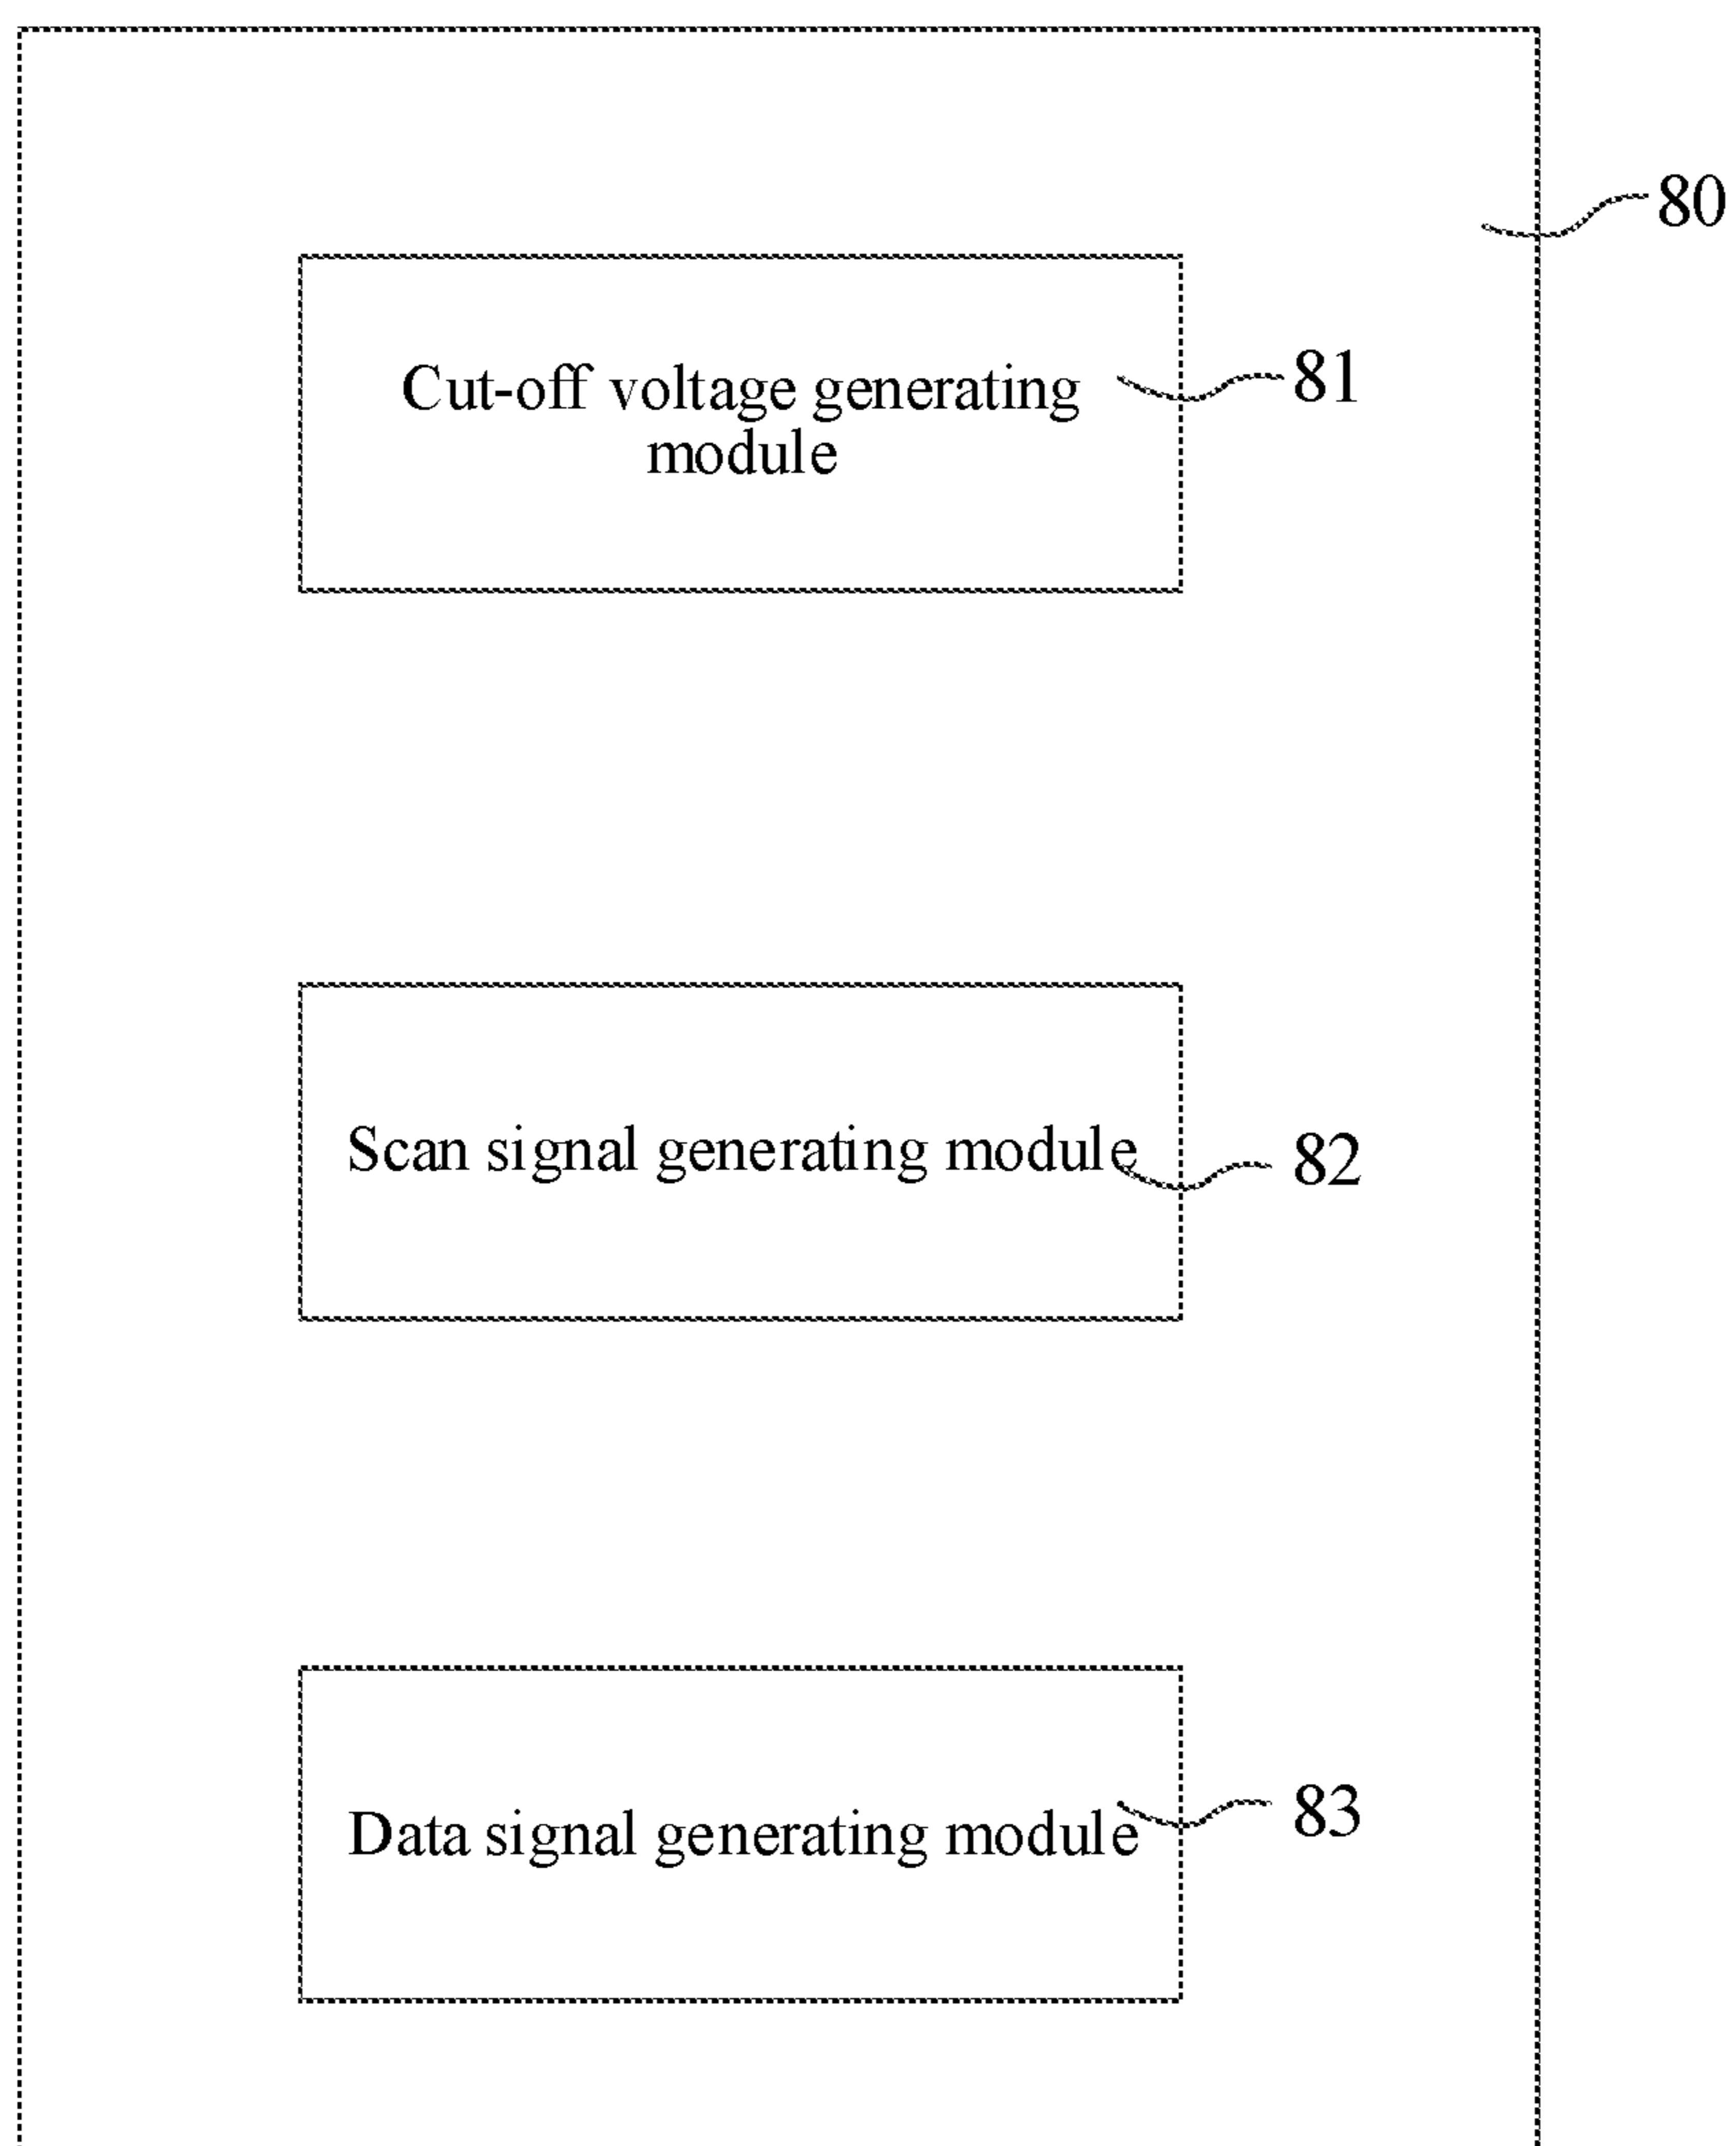 80
Cut-off voltage generating
module
81
Scan signal generating module
82
Data signal generating module
83